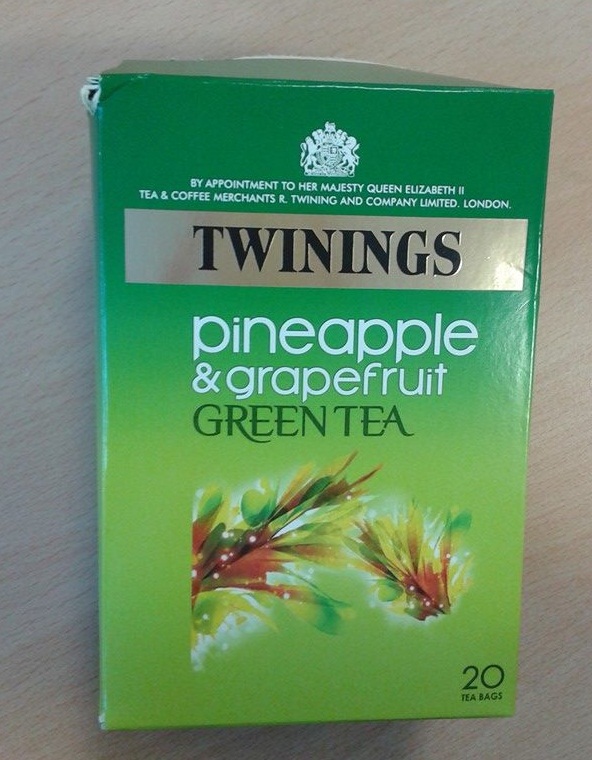 BY APPOINTMENT TO HER MAJESTY QUEEN ELIZABETH II
TEA & COFFEE MERCHANTS R. TWINING AND COMPANY LIMITED. LONDON.
TWININGS
pineapple
& grapefruit
GREEN TEA
20
TEA BAGS